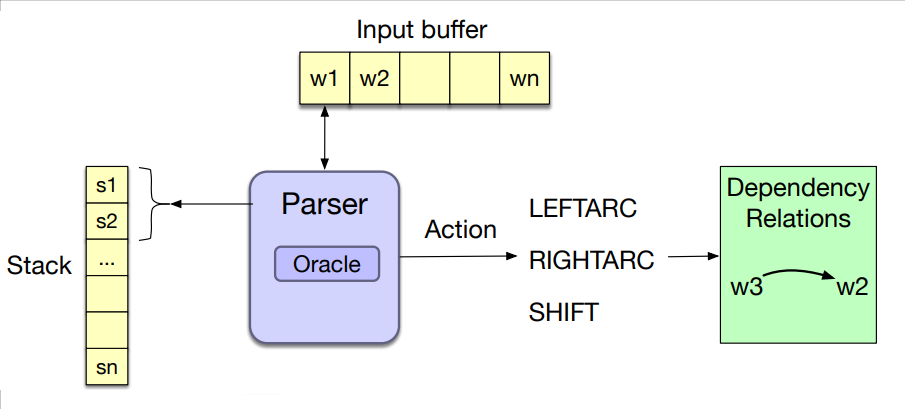 Input buffer
w1 w2 wn
Stack
s1
s2
...
sn
Parser
Oracle
Action
LEFTARC
RIGHTARC
SHIFT
Dependency
Relations
w3 w2